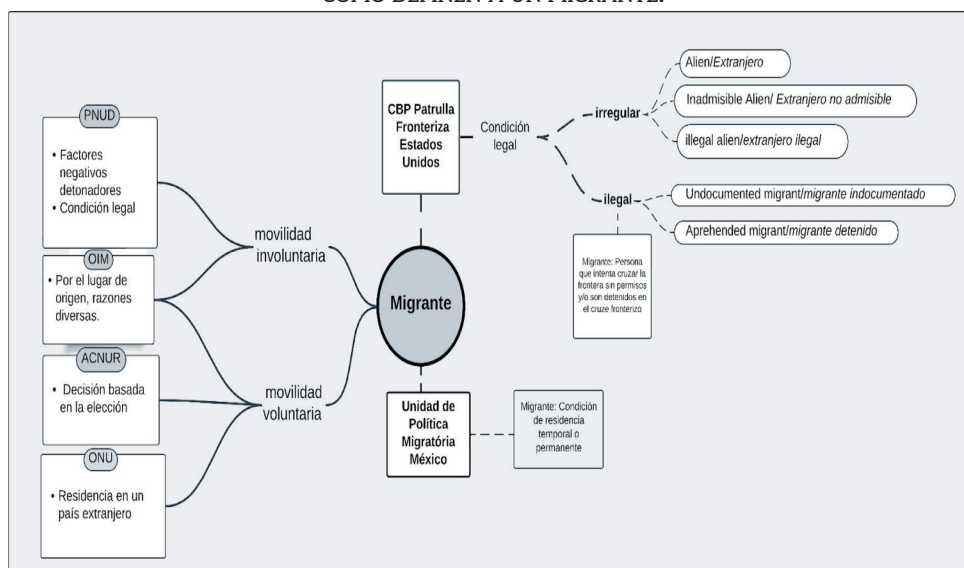 PNUD
• Factores
negativos
detonadores
• Condición legal
OIM
• Por el lugar de
origen, razones
diversas.
ACNUR
• Decisión basada
en la elección
ONU
• Residencia en un
país extranjero
movilidad
involuntaria
movilidad
voluntaria
Migrante
CBP Patrulla
Fronteriza
Estados
Unidos
Condición
legal
irregular
Alien/Extranjero
Inadmisible Alien/ Extranjero no admisible
illegal alien/extranjero ilegal
ilegal
Undocumented migrant/migrante indocumentado
Aprehended migrant/migrante detenido
Migrante: Persona
que intenta cruzar la
frontera sin permisos
y/o son detenidos en
el cruze fronterizo
Unidad de
Política
Migratória
México
Migrante: Condición
de residencia
temporal o
permanente